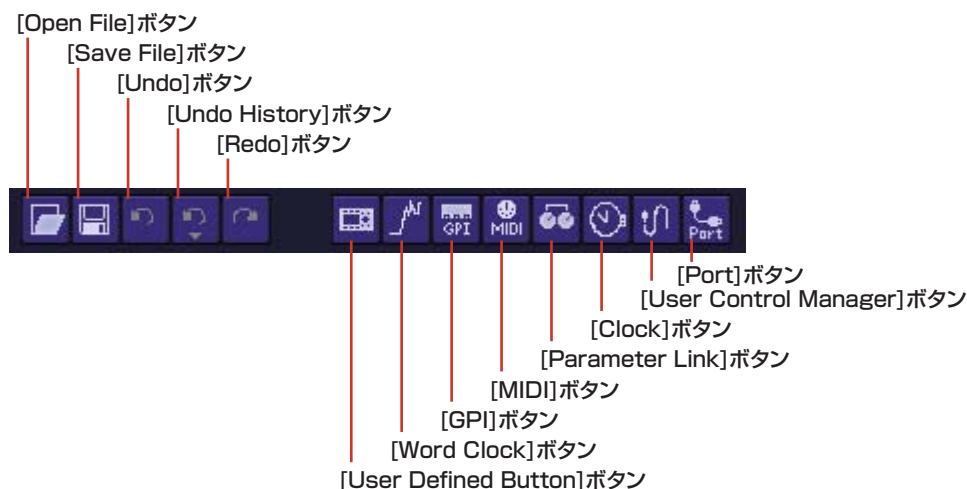 [Open File]ボタン
[Save File]ボタン
[Undo]ボタン
[Undo History]ボタン
[Redo]ボタン
GPI
MIDI
Port
[Port]ボタン
[User Control Manager]ボタン
[Clock]ボタン
[Parameter Link]ボタン
[MIDI]ボタン
[GPI]ボタン
[Word Clock]ボタン
[User Defined Button]ボタン